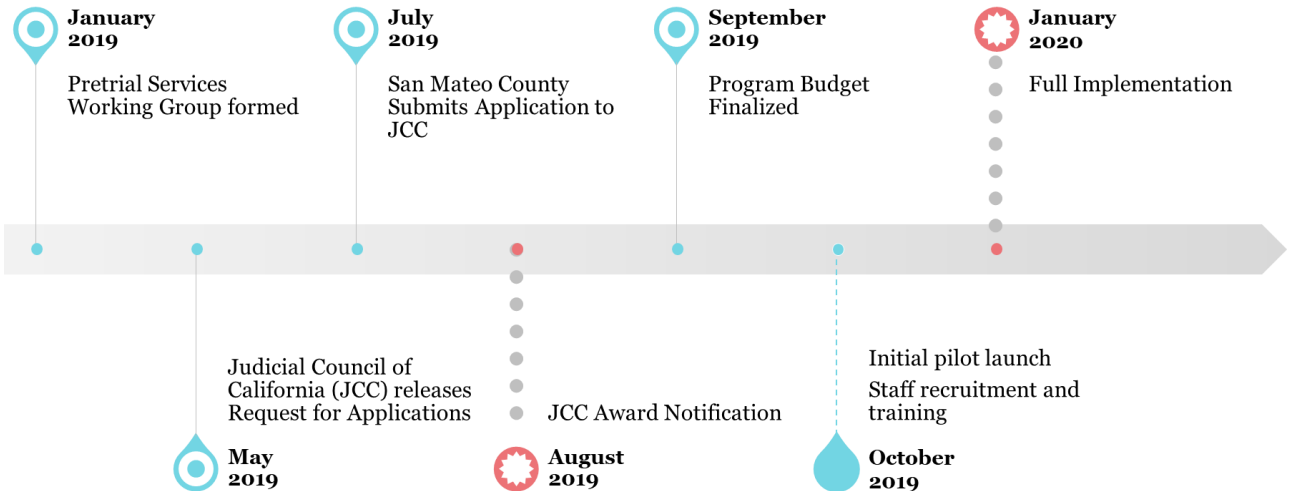 January
2019
Pretrial Services
Working Group formed
July
2019
San Mateo County
Submits Application to
JCC
September
2019
Program Budget
Finalized
January
2020
Full Implementation
Judicial Council of
California (JCC) releases
Request for Applications
May
2019
JCC Award Notification
August
2019
Initial pilot launch
Staff recruitment and
training
October
2019